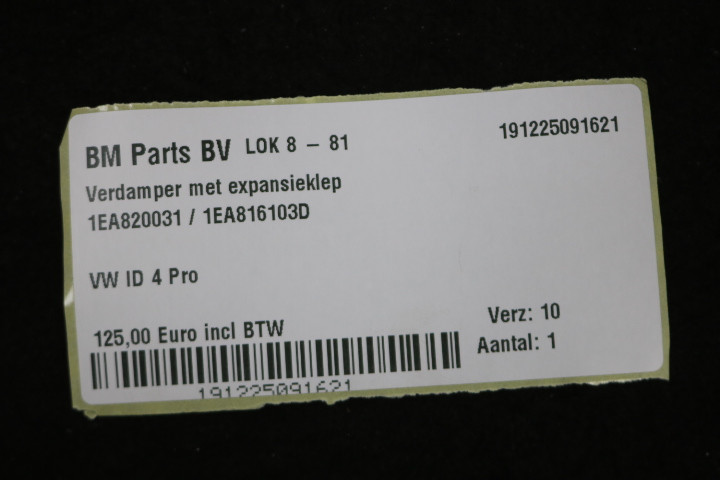 BM Parts BV LOK 8 – 81
191225091621
Verdamper met expansieklep
1EA820031 / 1EA816103D
VW ID 4 Pro
125,00 Euro incl BTW
Verz: 10
Aantal: 1
191225091621